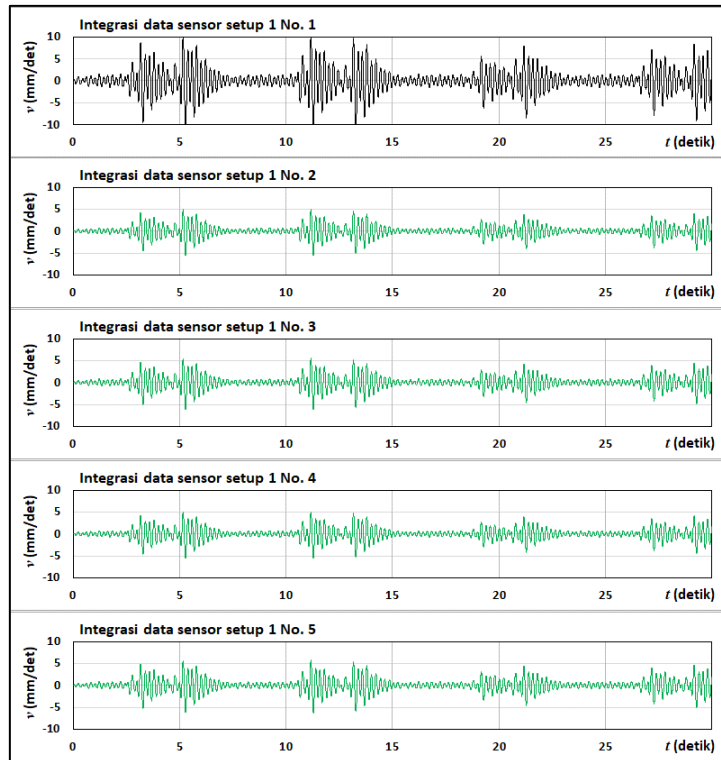 Integrasi data sensor setup 1 No. 1
v (mm/det)
10
5
0
-5
-10
0 5 10 15 20 25 t (detik)
Integrasi data sensor setup 1 No. 2
v (mm/det)
10
5
0
-5
-10
0 5 10 15 20 25 t (detik)
Integrasi data sensor setup 1 No. 3
v (mm/det)
10
5
0
-5
-10
0 5 10 15 20 25 t (detik)
Integrasi data sensor setup 1 No. 4
v (mm/det)
10
5
0
-5
-10
0 5 10 15 20 25 t (detik)
Integrasi data sensor setup 1 No. 5
v (mm/det)
10
5
0
-5
-10
0 5 10 15 20 25 t (detik)